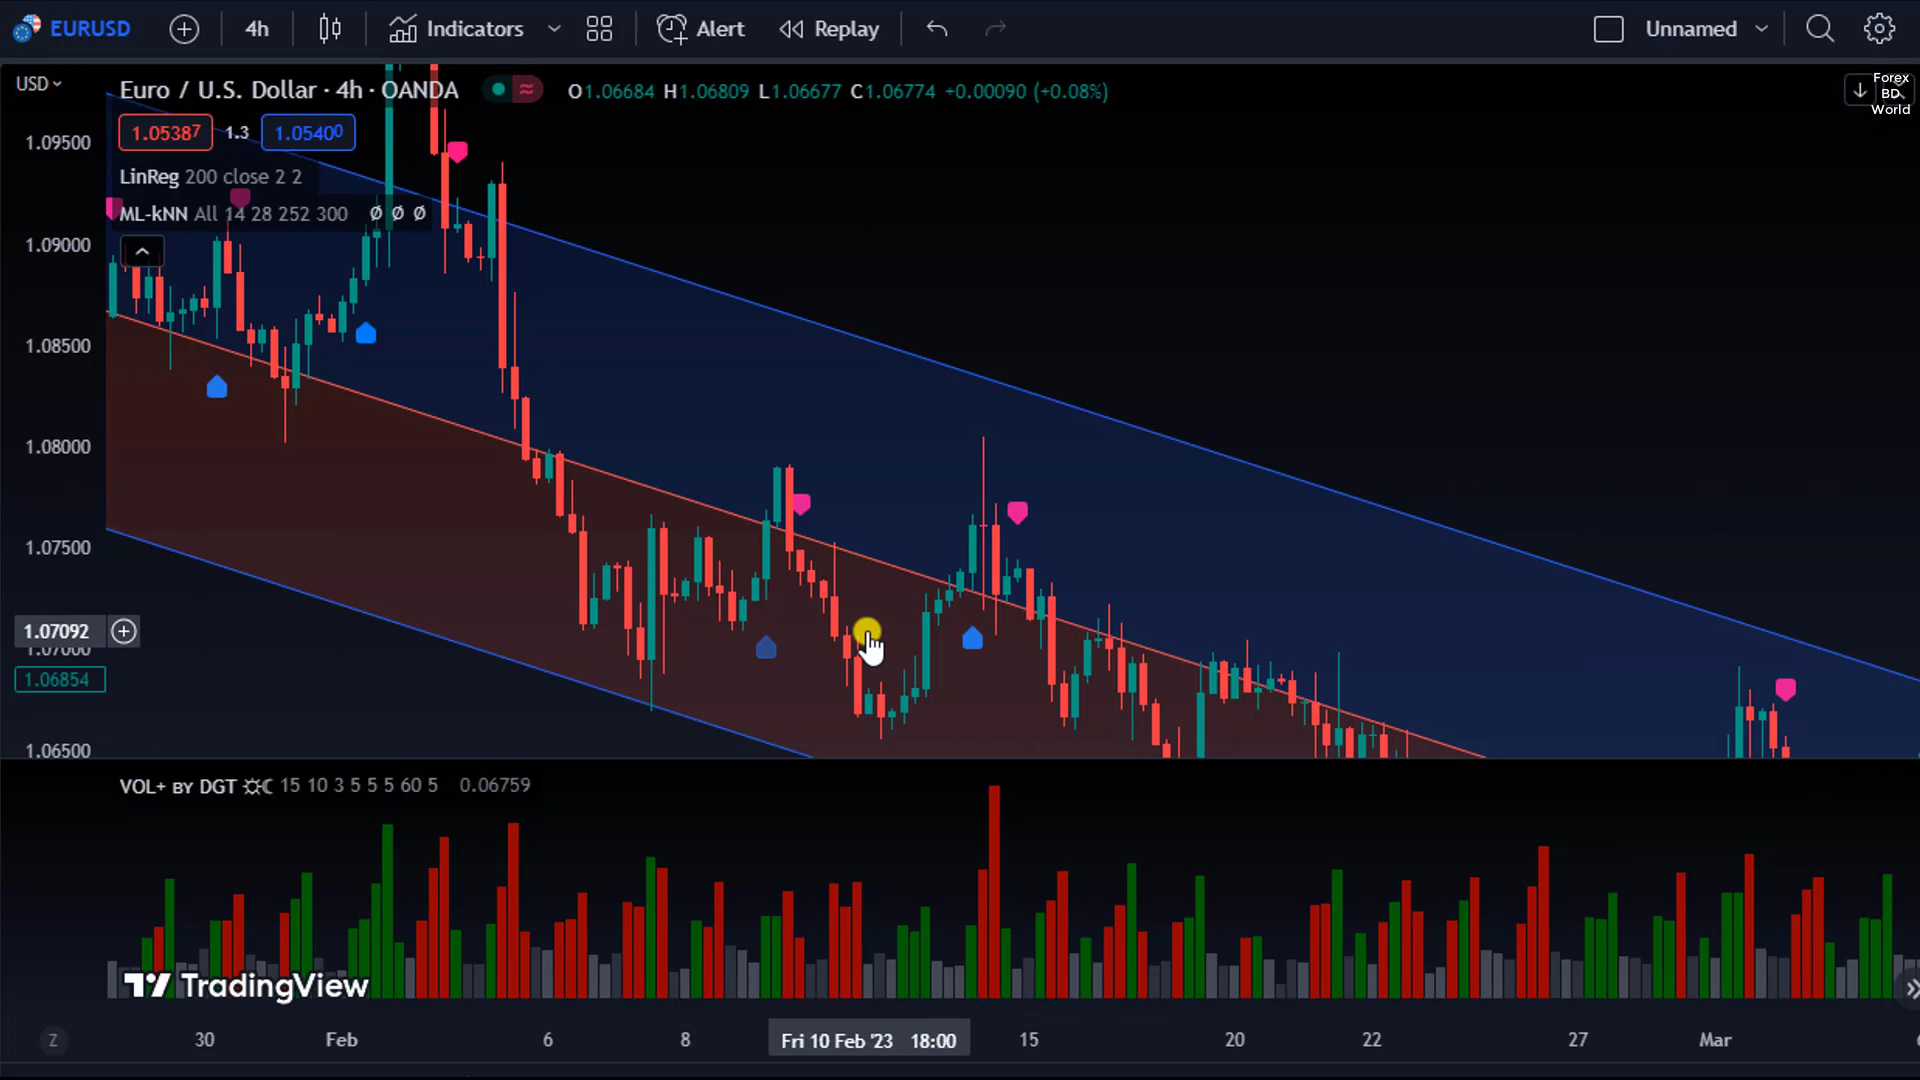 EURUSD 4h Indicators Alert Replay Unnamed
USD Euro / U.S. Dollar · 4h · OANDA O1.06684 H1.06809 L1.06677 C1.06774 +0.00090 (+0.08%)
Forex
BD
World
1.05387 1.3 1.05400
LinReg 200 close 2 2
ML-kNN All 14 28 252 300 Ø Ø Ø
1.09500
1.09000
1.08500
1.08000
1.07500
1.07092
1.07000
1.06854
1.06500
VOL+ BY DGT 15 10 3 5 5 5 60 5 0.06759
TradingView
Z 30 Feb 6 8 Fri 10 Feb '23 18:00 15 20 22 27 Mar